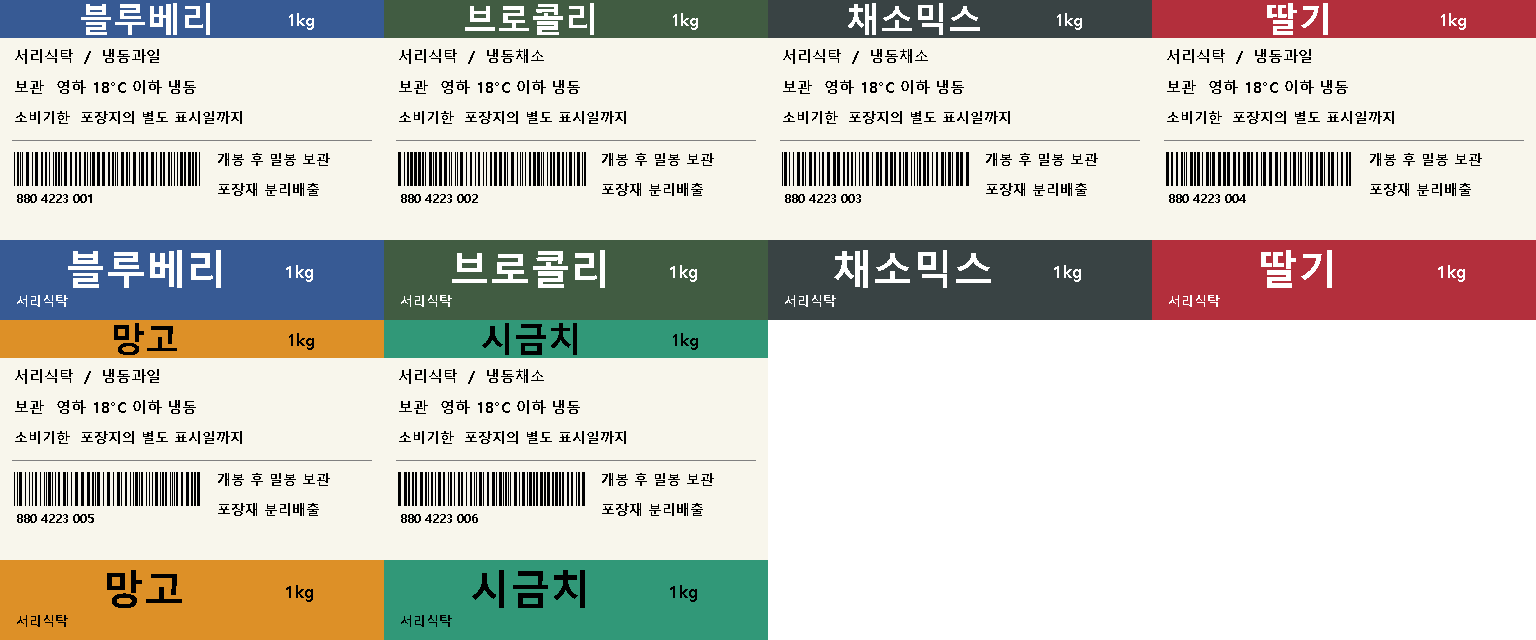 블루베리 1kg
서리식탁 / 냉동과일
보관 영하 18°C 이하 냉동
소비기한 포장지의 별도 표시일까지
개봉 후 밀봉 보관
포장재 분리배출
880 4223 001
블루베리 1kg
서리식탁
브로콜리 1kg
서리식탁 / 냉동채소
보관 영하 18°C 이하 냉동
소비기한 포장지의 별도 표시일까지
개봉 후 밀봉 보관
포장재 분리배출
880 4223 002
브로콜리 1kg
서리식탁
채소믹스 1kg
서리식탁 / 냉동채소
보관 영하 18°C 이하 냉동
소비기한 포장지의 별도 표시일까지
개봉 후 밀봉 보관
포장재 분리배출
880 4223 003
채소믹스 1kg
서리식탁
딸기 1kg
서리식탁 / 냉동과일
보관 영하 18°C 이하 냉동
소비기한 포장지의 별도 표시일까지
개봉 후 밀봉 보관
포장재 분리배출
880 4223 004
딸기 1kg
서리식탁
망고 1kg
서리식탁 / 냉동과일
보관 영하 18°C 이하 냉동
소비기한 포장지의 별도 표시일까지
개봉 후 밀봉 보관
포장재 분리배출
880 4223 005
망고 1kg
서리식탁
시금치 1kg
서리식탁 / 냉동채소
보관 영하 18°C 이하 냉동
소비기한 포장지의 별도 표시일까지
개봉 후 밀봉 보관
포장재 분리배출
880 4223 006
시금치 1kg
서리식탁